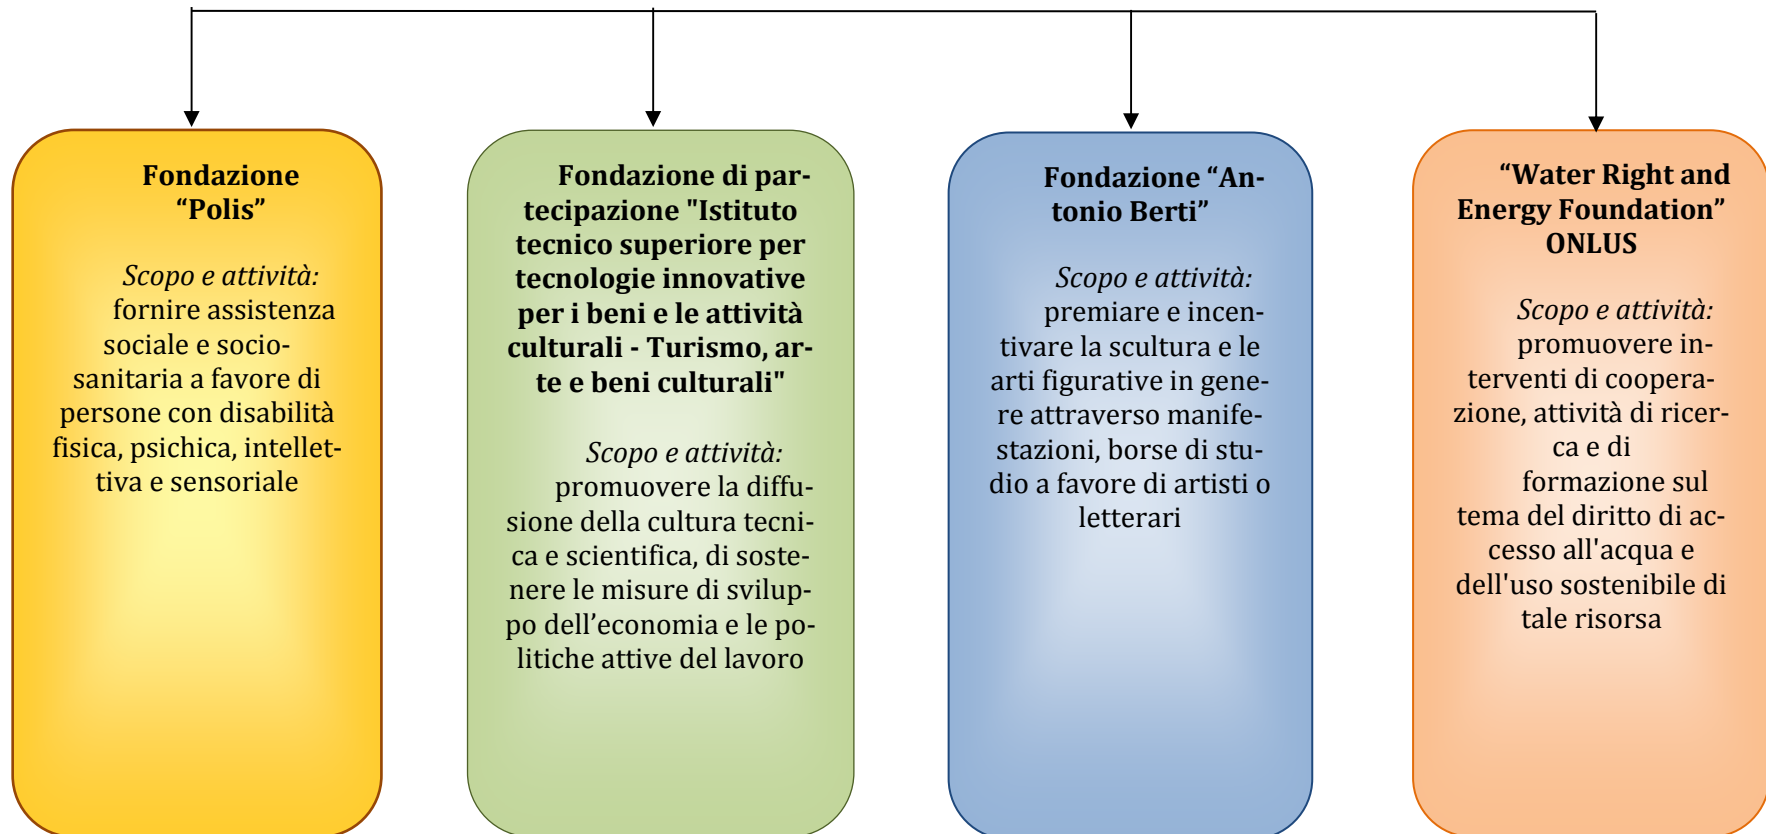 Fondazione
“Polis”
Scopo e attività:
fornire assistenza
sociale e socio-
sanitaria a favore di
persone con disabilità
fisica, psichica, intellet-
tiva e sensoriale
Fondazione di par-
tecipazione "Istituto
tecnico superiore per
tecnologie innovative
per i beni e le attività
culturali - Turismo, ar-
te e beni culturali"
Scopo e attività:
promuovere la diffu-
sione della cultura tecni-
ca e scientifica, di soste-
nere le misure di svilup-
po dell’economia e le po-
litiche attive del lavoro
Fondazione “An-
tonio Berti”
Scopo e attività:
premiare e incen-
tivare la scultura e le
arti figurative in gene-
re attraverso manife-
stazioni, borse di stu-
dio a favore di artisti o
letterari
“Water Right and
Energy Foundation”
ONLUS
Scopo e attività:
promuovere in-
terventi di coopera-
zione, attività di ricer-
ca e di
formazione sul
tema del diritto di ac-
cesso all'acqua e
dell'uso sostenibile di
tale risorsa